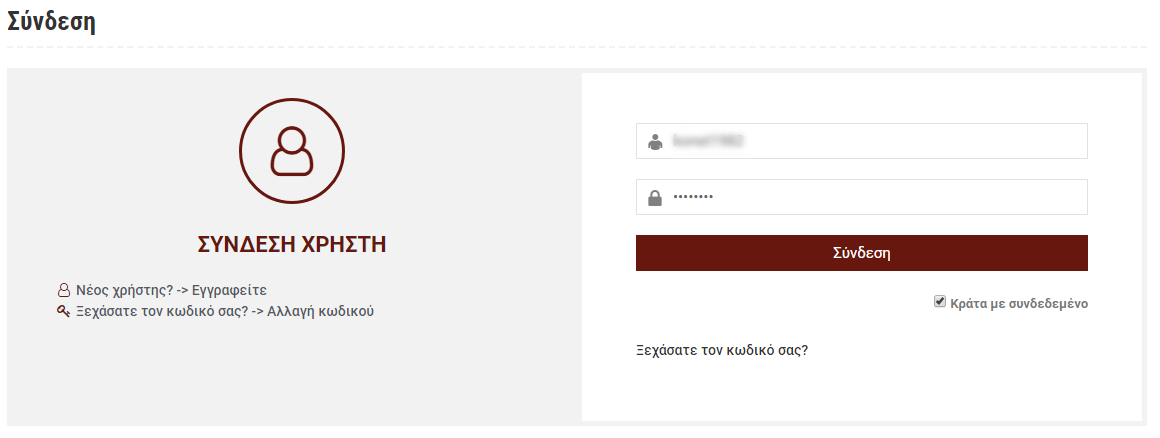 Σύνδεση
ΣΥΝΔΕΣΗ ΧΡΗΣΤΗ
Νέος χρήστης? -> Εγγραφείτε
Ξεχάσατε τον κωδικό σας? -> Αλλαγή κωδικού
••••••••
Σύνδεση
Κράτα με συνδεδεμένο
Ξεχάσατε τον κωδικό σας?